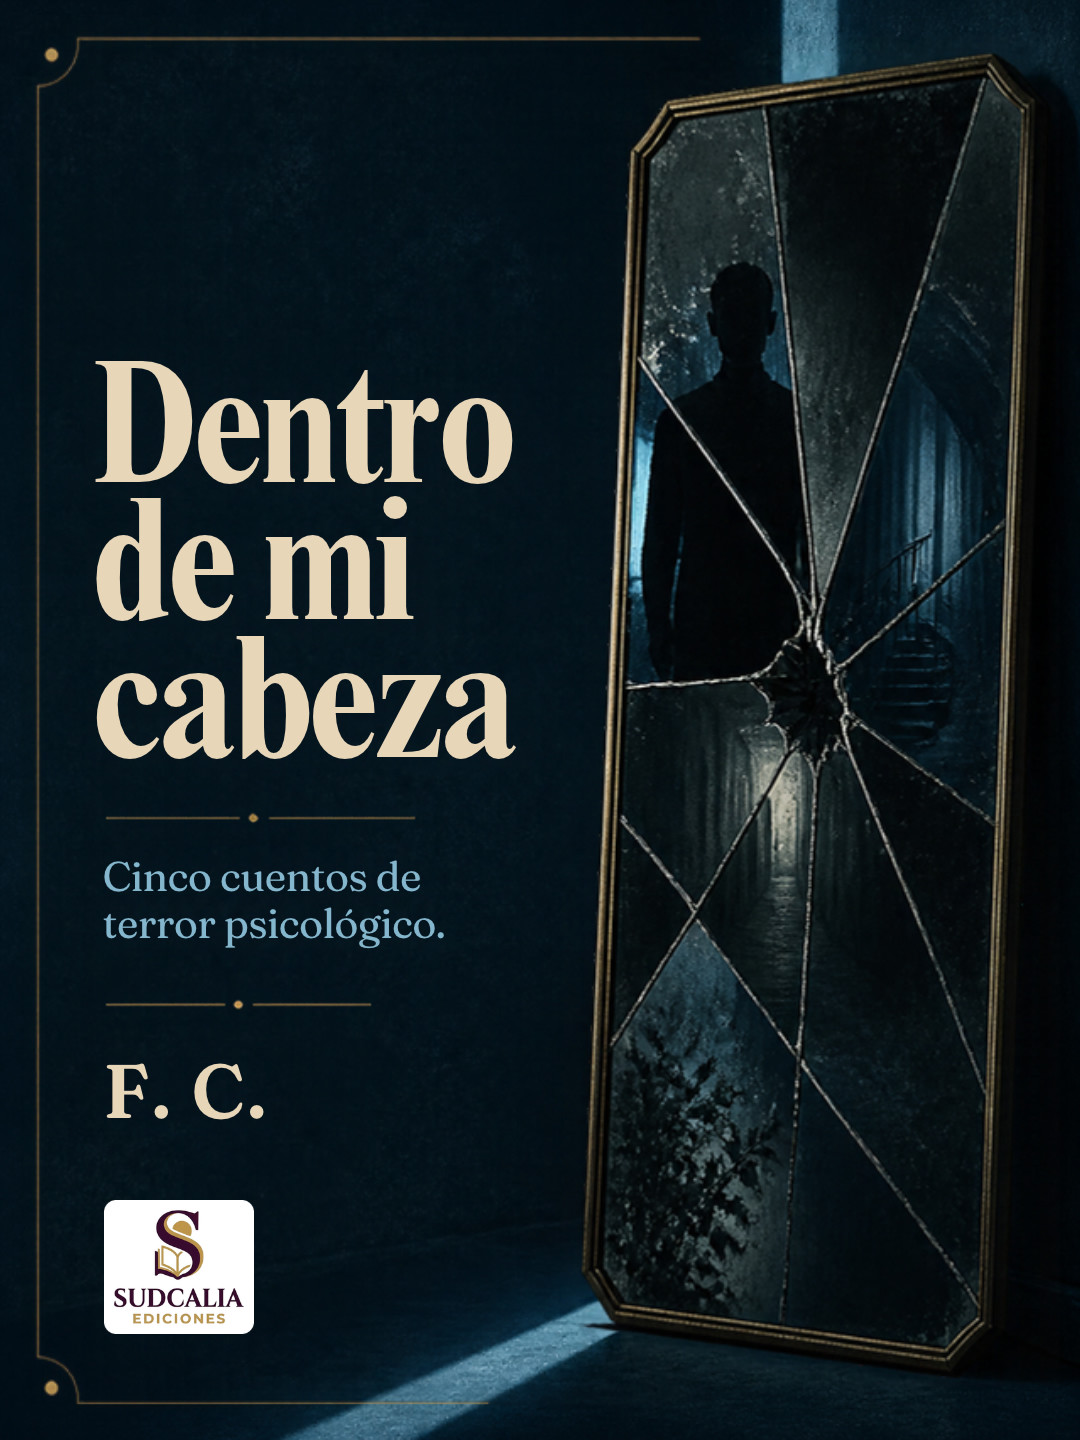 Dentro
de mi
cabeza
Cinco cuentos de
terror psicológico.
F. C.
SUDCALIA
EDICIONES